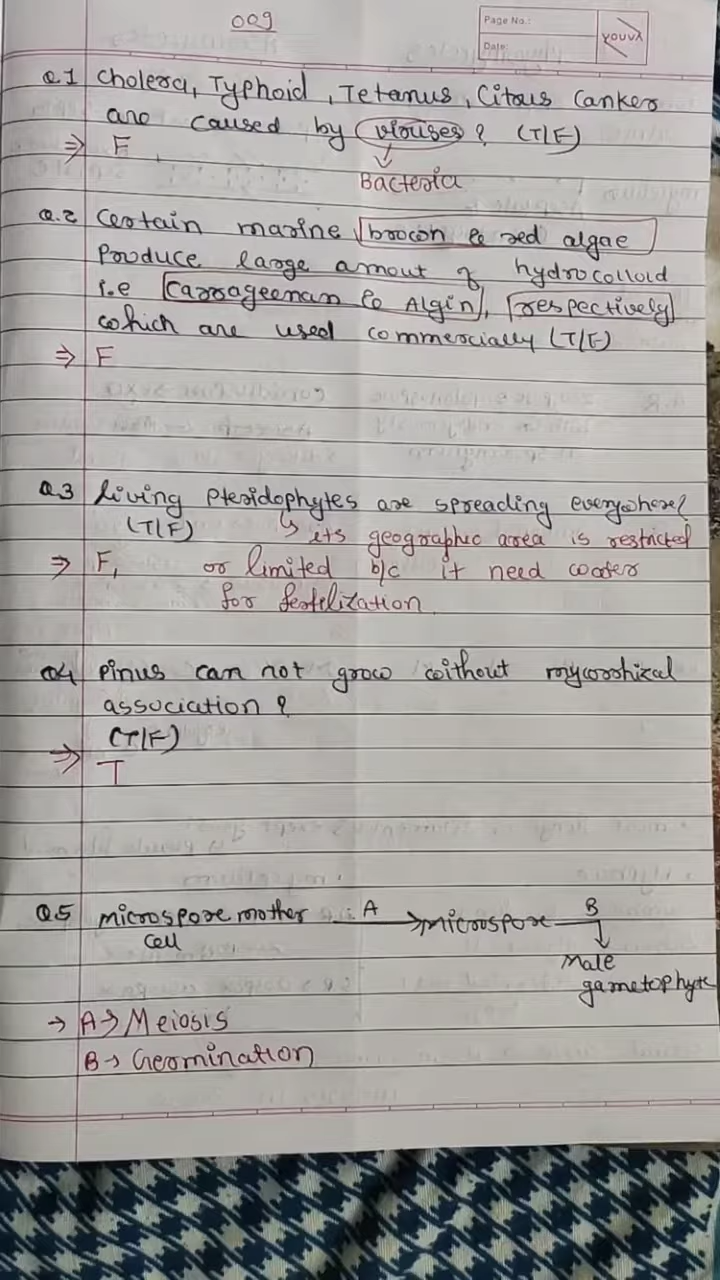 009
Page No.:
Date:
YOUVA
Q.1 Cholera, Typhoid, Tetanus, Citrus Canker
are caused by viruses? (T/F)
⇒ F
Bacteria
Q.2 Certain marine brown & red algae
Produce large amout of hydrocolloid
i.e Carrageenan & Algin, respectively
which are used commercially (T/F)
⇒ F
Q.3 living pteridophytes are spreading everywhere?
(T/F) ↳ its geographic area is restricted
⇒ F, or limited b/c it need water
for fertilization.
Q4 Pinus can not grow without mycorrhizal
association?
(T/F)
⇒ T
Q5 microspore mother A → microspore B
cell
Male
gametophyte
→ A→ Meiosis
B→ Germination